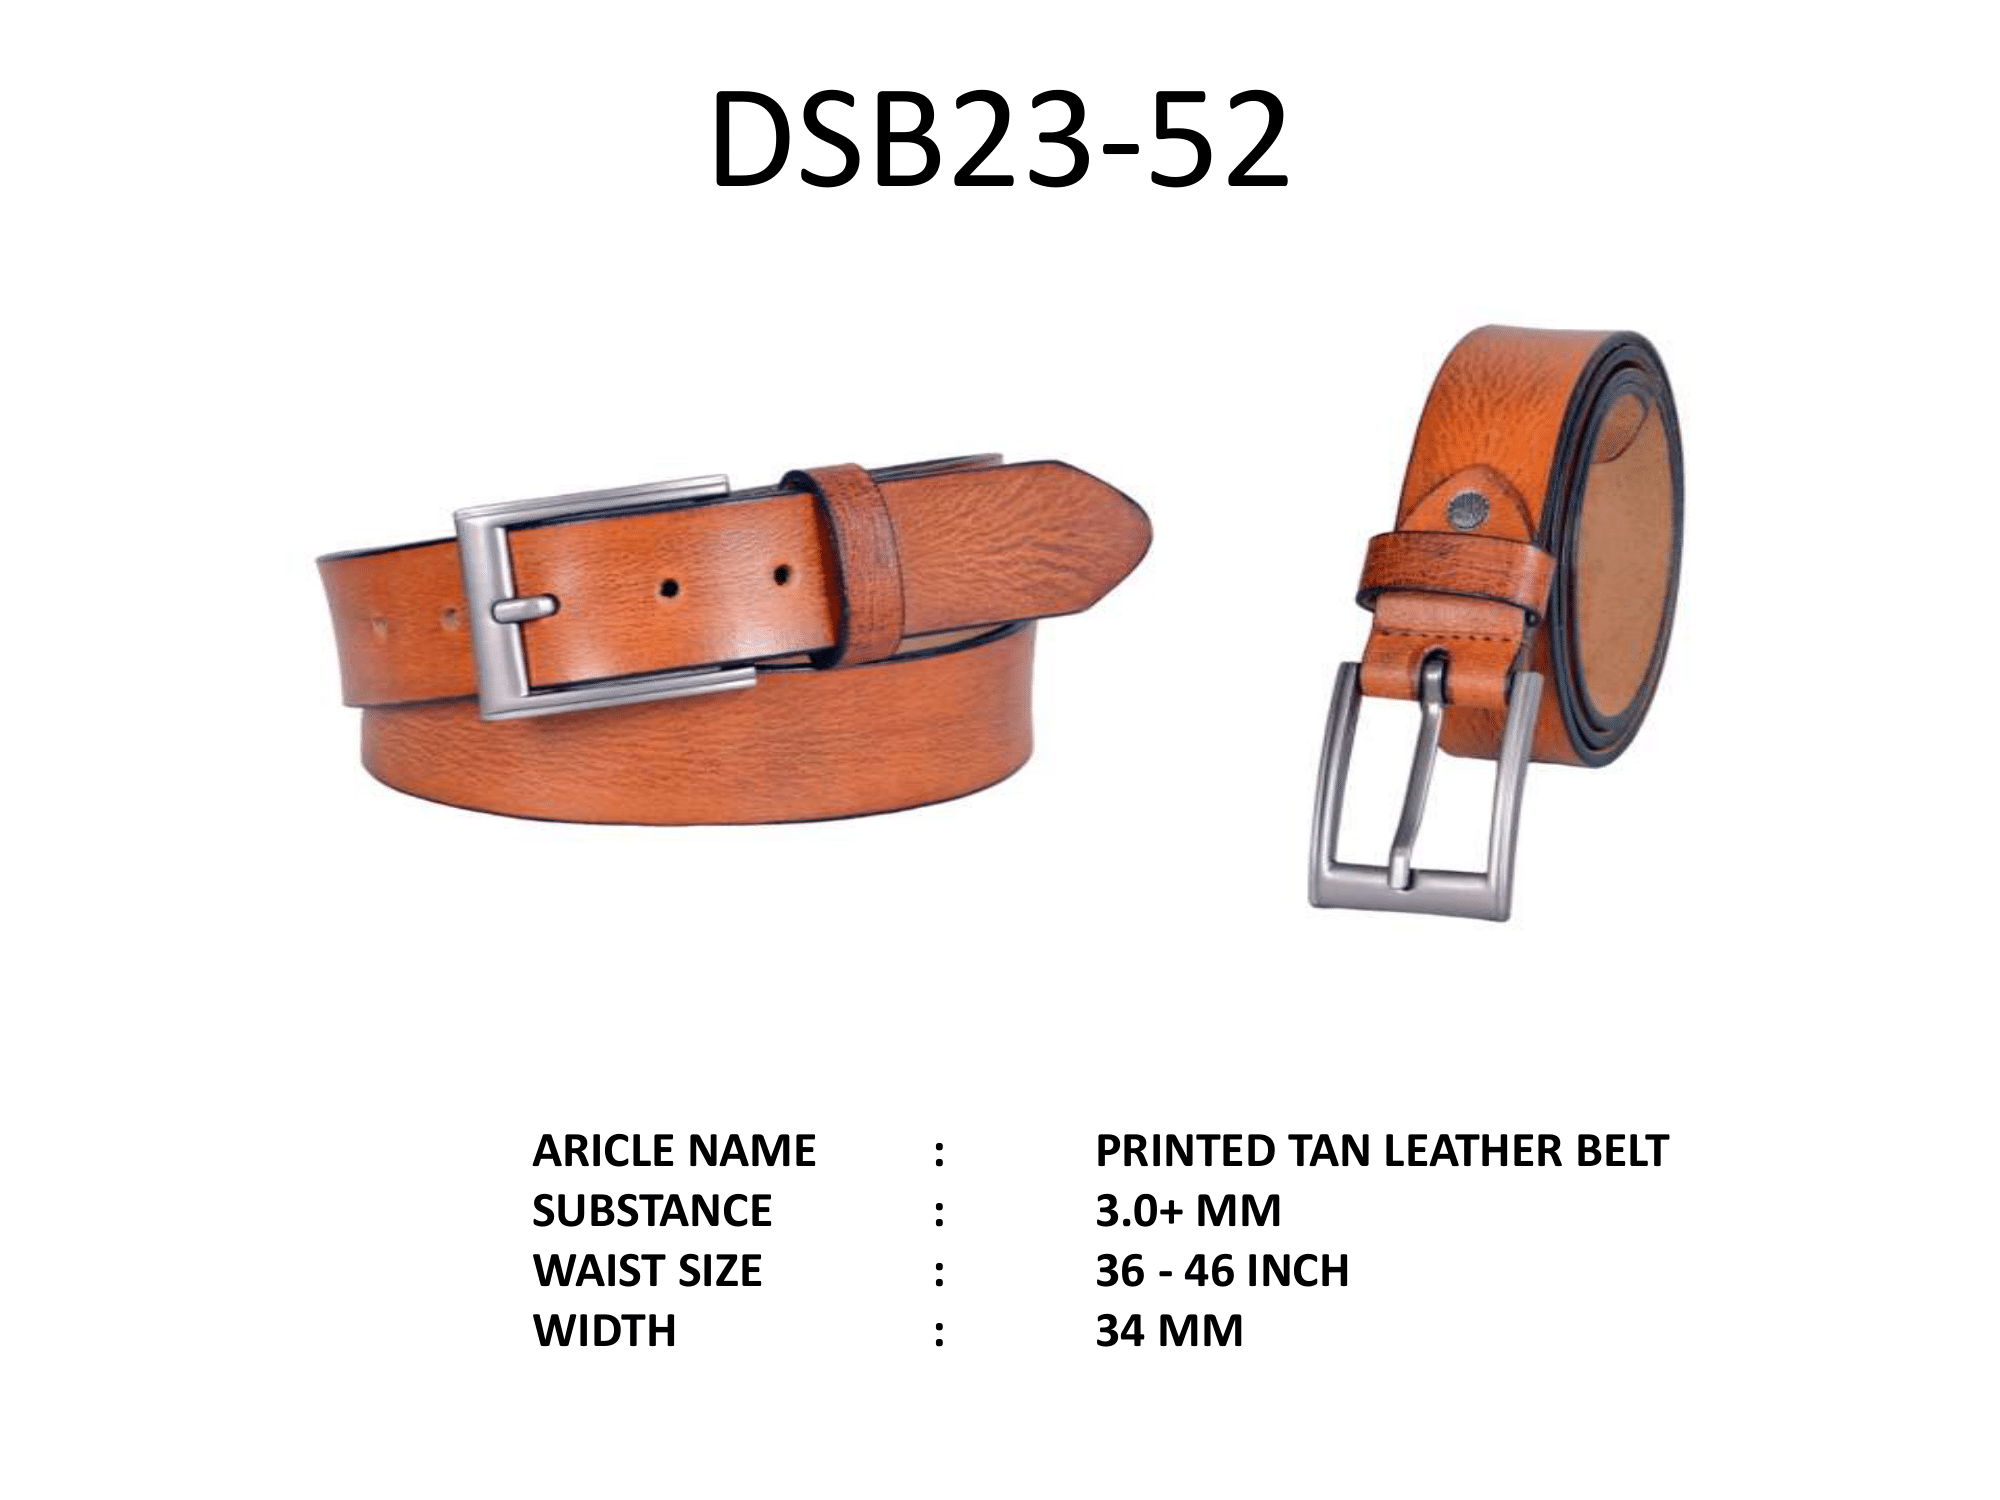 DSB23-52
ARICLE NAME : PRINTED TAN LEATHER BELT
SUBSTANCE : 3.0+ MM
WAIST SIZE : 36 - 46 INCH
WIDTH : 34 MM